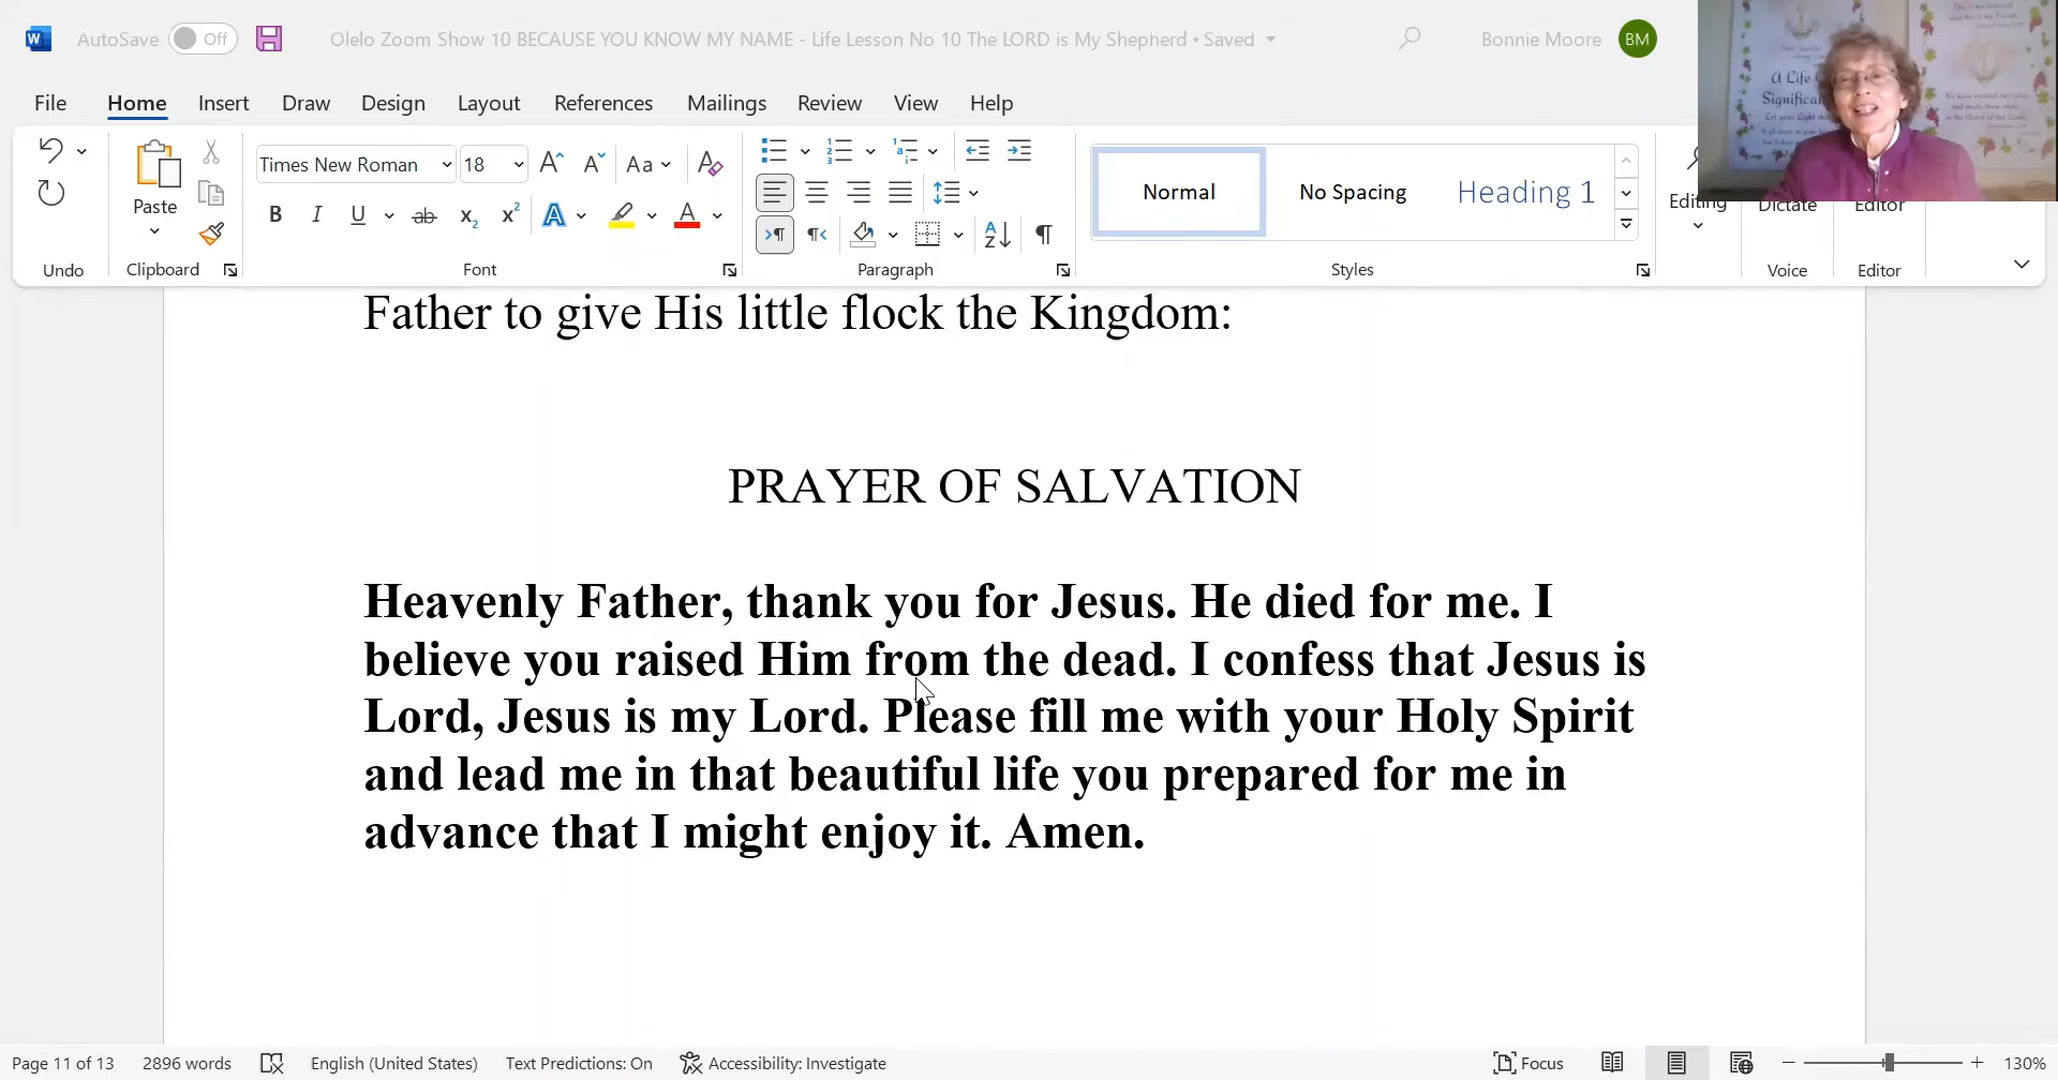 AutoSave Off Olelo Zoom Show 10 BECAUSE YOU KNOW MY NAME - Life Lesson No 10 The LORD is My Shepherd • Saved Bonnie Moore BM
File Home Insert Draw Design Layout References Mailings Review View Help
Paste
Times New Roman 18
Normal No Spacing Heading 1
Editing Dictate Editor
Undo Clipboard Font Paragraph Styles Voice Editor
A Life
Father to give His little flock the Kingdom:
PRAYER OF SALVATION
Heavenly Father, thank you for Jesus. He died for me. I
believe you raised Him from the dead. I confess that Jesus is
Lord, Jesus is my Lord. Please fill me with your Holy Spirit
and lead me in that beautiful life you prepared for me in
advance that I might enjoy it. Amen.
Page 11 of 13 2896 words English (United States) Text Predictions: On Accessibility: Investigate Focus 130%